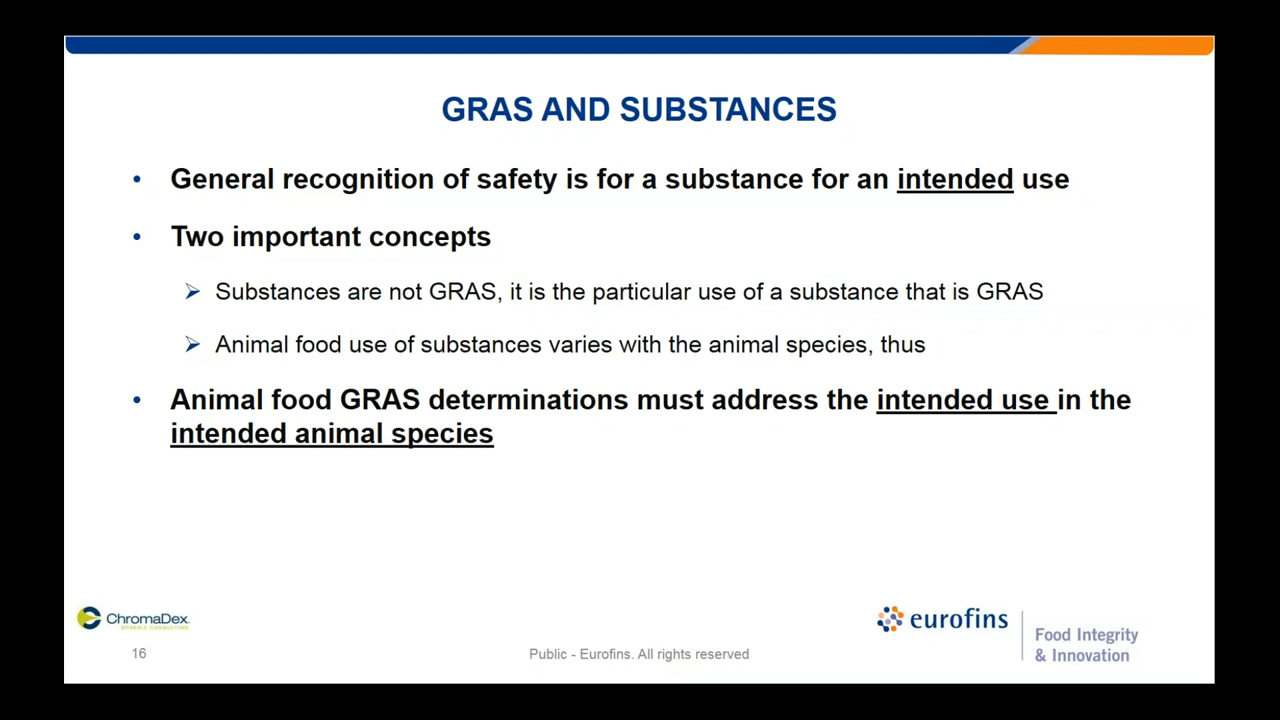 GRAS AND SUBSTANCES
• General recognition of safety is for a substance for an intended use
• Two important concepts
➢ Substances are not GRAS, it is the particular use of a substance that is GRAS
➢ Animal food use of substances varies with the animal species, thus
• Animal food GRAS determinations must address the intended use in the
intended animal species
ChromaDex
SPHERIX CONSULTING
eurofins
Food Integrity
& Innovation
16
Public - Eurofins. All rights reserved